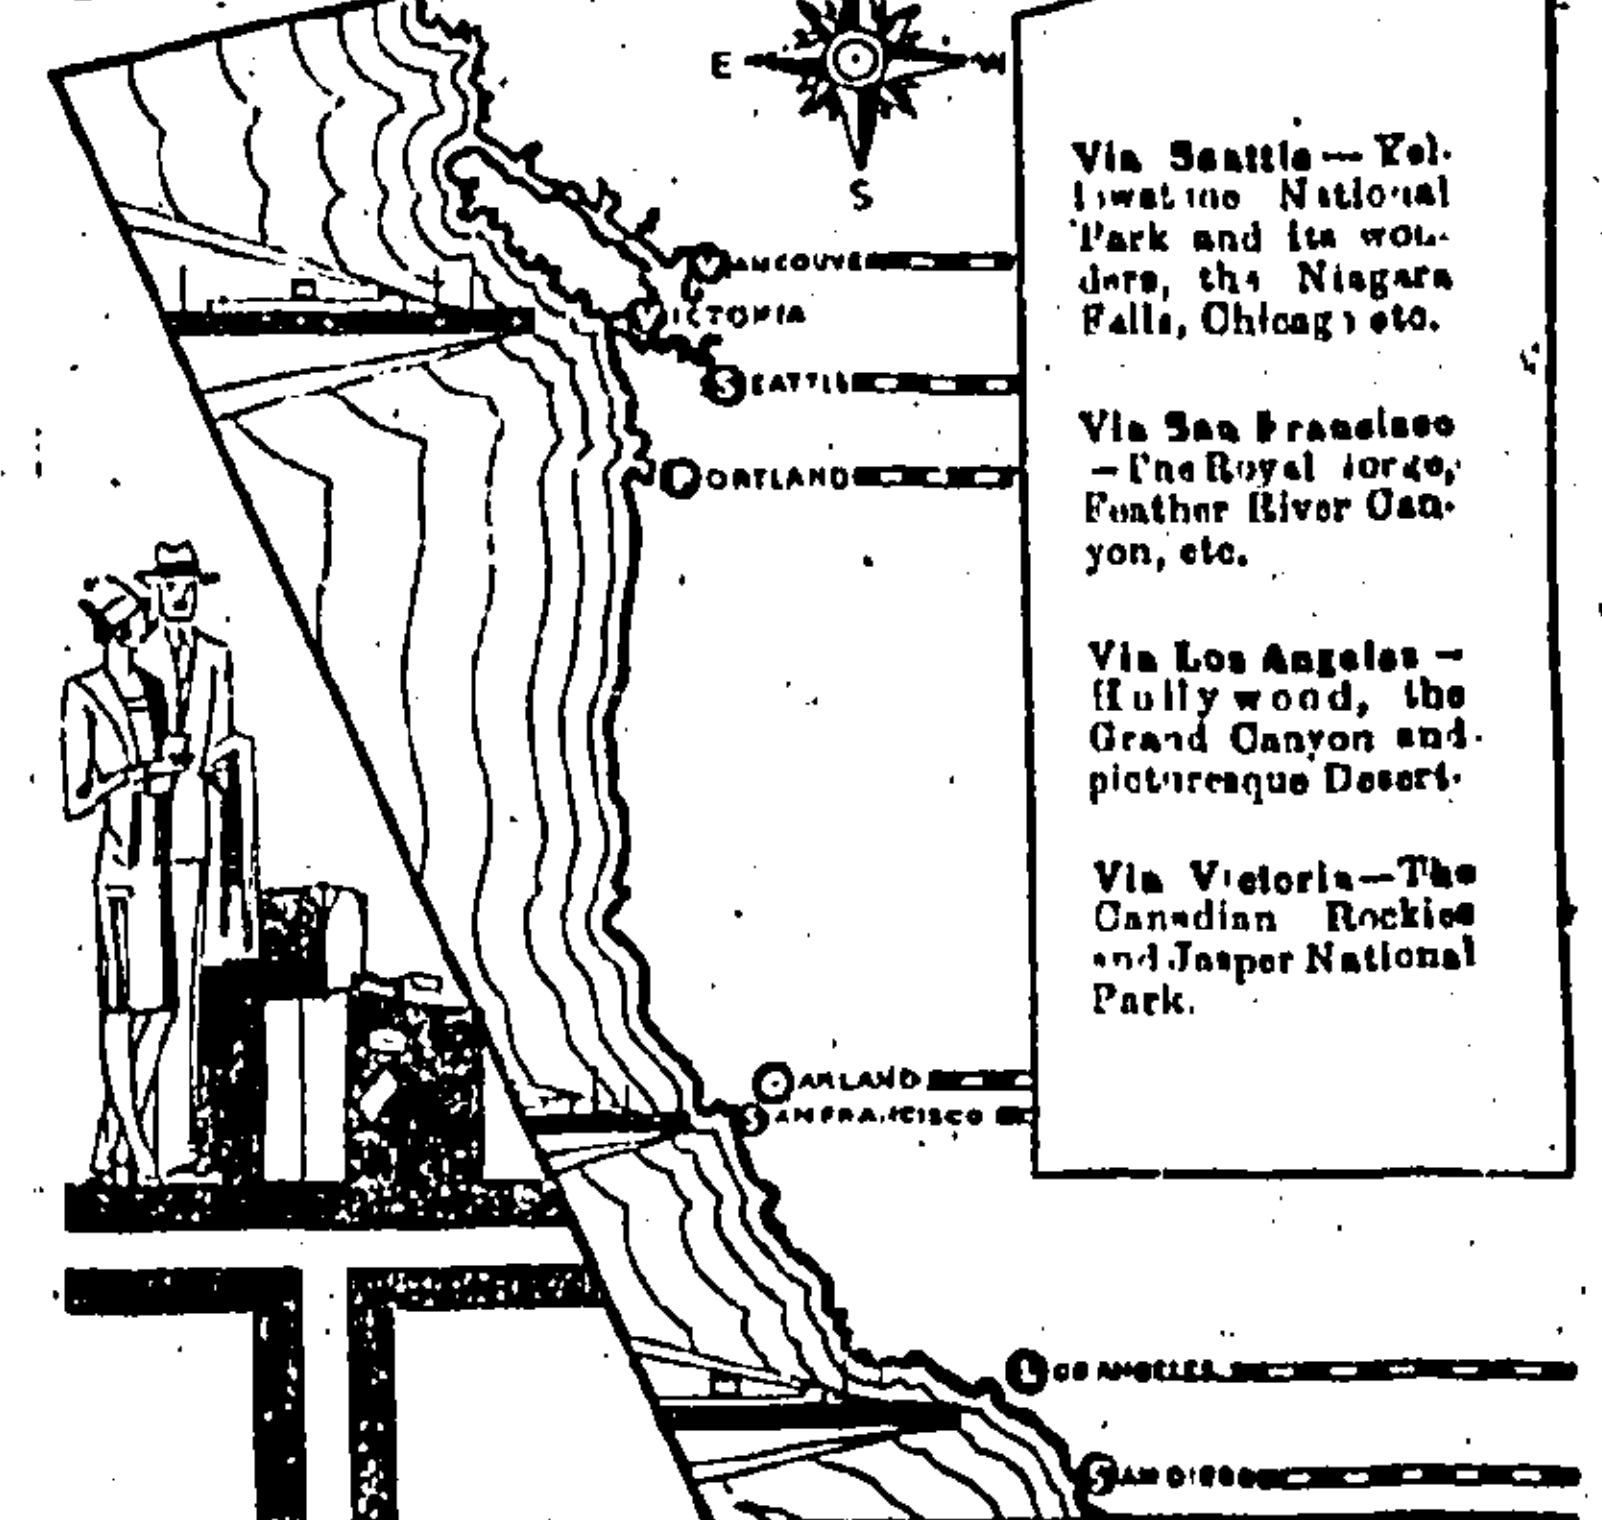 E
W
S
VANCOUVER
VICTORIA
SEATTLE
PORTLAND
OAKLAND
SAN FRANCISCO
LOS ANGELES
SAN DIEGO
Via Seattle — Yel-
lowstone National
Park and its won-
ders, the Niagara
Falls, Chicago etc.
Via San Francisco
—The Royal Gorge,
Feather River Can-
yon, etc.
Via Los Angeles —
Hollywood, the
Grand Canyon and
picturesque Desert.
Via Victoria—The
Canadian Rockies
and Jasper National
Park.